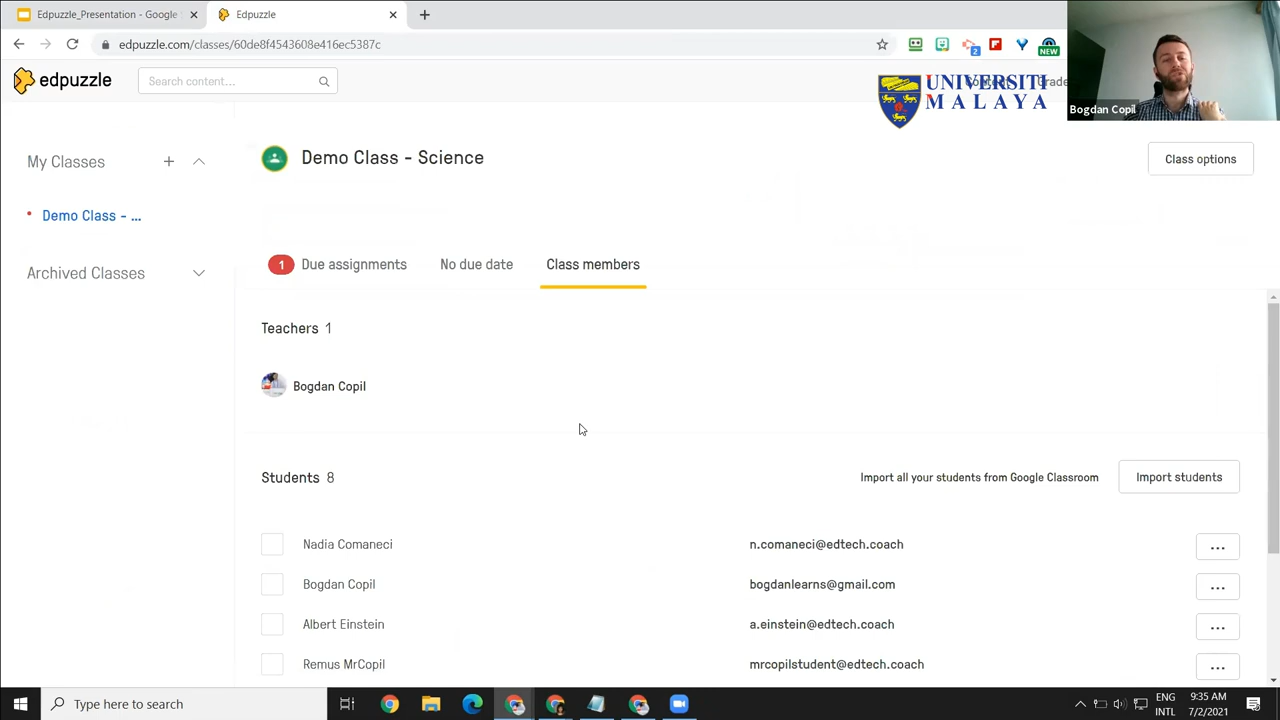 Edpuzzle_Presentation - Google
Edpuzzle
edpuzzle.com/classes/
NEW
2
edpuzzle
Search content...
UNIVERSITI
MALAYA
Bogdan Copil
My Classes
Demo Class - Science
Class options
Demo Class - ...
1 Due assignments
No due date
Class members
Archived Classes
Teachers 1
Bogdan Copil
Students 8
Import all your students from Google Classroom
Import students
Nadia Comaneci
n.comaneci@edtech.coach
...
Bogdan Copil
bogdanlearns@gmail.com
...
Albert Einstein
a.einstein@edtech.coach
...
Remus MrCopil
mrcopilstudent@edtech.coach
...
Type here to search
ENG
INTL
9:35 AM
7/2/2021